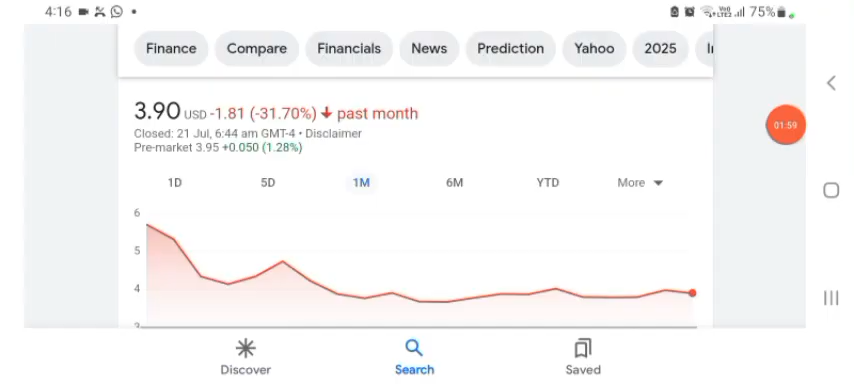 4:16
75%
Finance Compare Financials News Prediction Yahoo 2025
3.90 USD -1.81 (-31.70%) ↓ past month
Closed: 21 Jul, 6:44 am GMT-4 • Disclaimer
Pre-market 3.95 +0.050 (1.28%)
01:59
1D 5D 1M 6M YTD More
6
5
4
3
Discover Search Saved